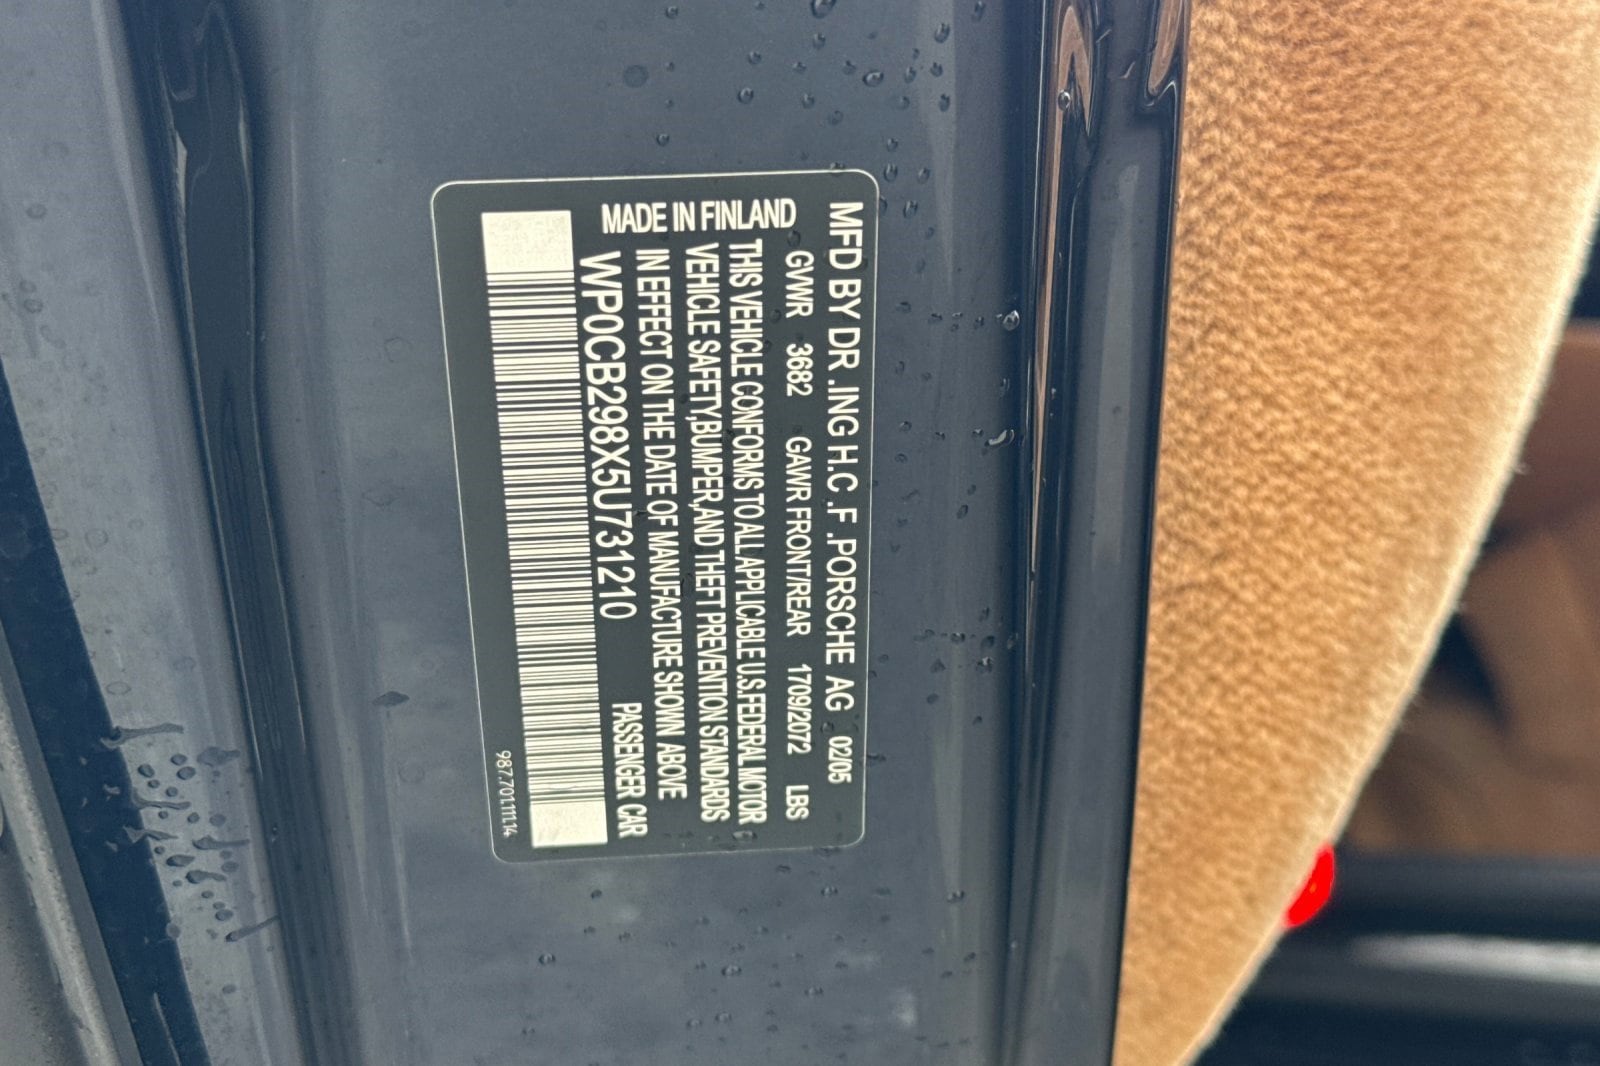 MFD BY DR .ING H.C .F .PORSCHE AG 02/05
GVWR 3682 GAWR FRONT/REAR 1709/2072 LBS
THIS VEHICLE CONFORMS TO ALL APPLICABLE U.S.FEDERAL MOTOR
VEHICLE SAFETY,BUMPER,AND THEFT PREVENTION STANDARDS
IN EFFECT ON THE DATE OF MANUFACTURE SHOWN ABOVE
MADE IN FINLAND
WP0CB298X5U731210 PASSENGER CAR
987.701.111.14